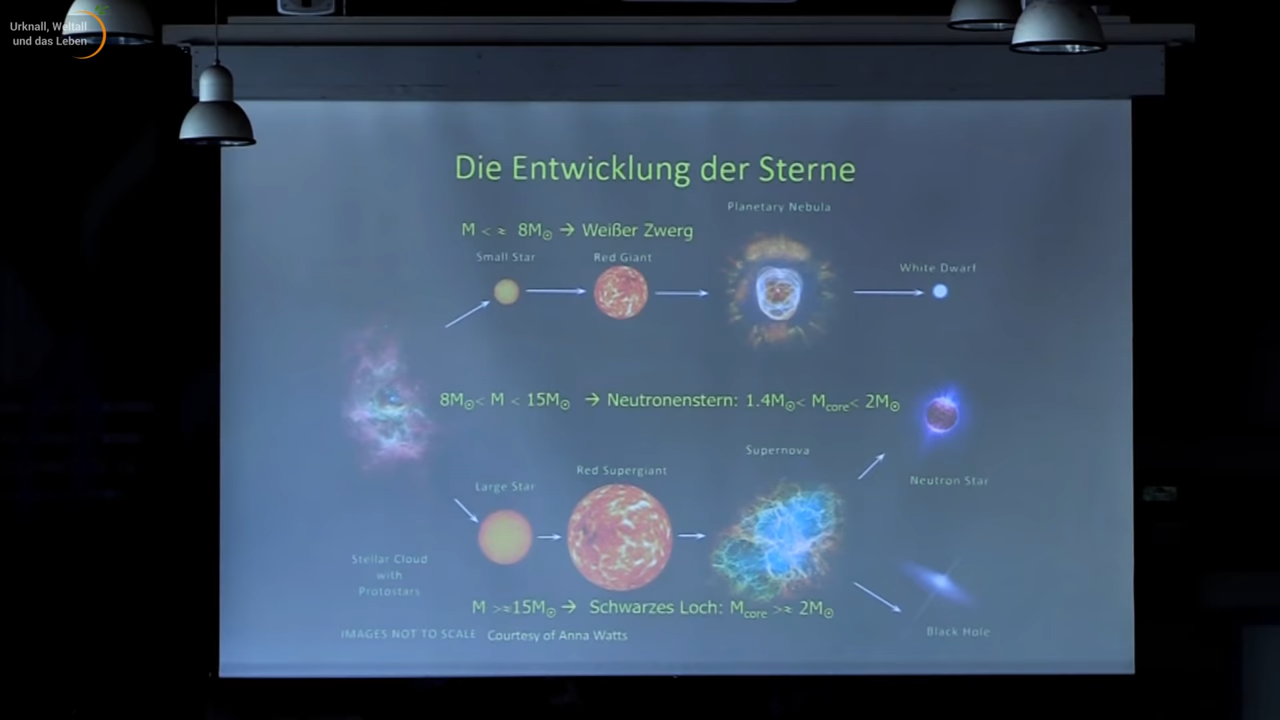 Urknall, Weltall
und das Leben
Die Entwicklung der Sterne
Planetary Nebula
M < ≈ 8M☉ → Weißer Zwerg
Small Star
Red Giant
White Dwarf
8M☉< M < 15M☉ → Neutronenstern: 1.4M☉< Mcore< 2M☉
Supernova
Red Supergiant
Neutron Star
Large Star
Stellar Cloud
with
Protostars
M >≈15M☉ → Schwarzes Loch: Mcore >≈ 2M☉
Black Hole
IMAGES NOT TO SCALE Courtesy of Anna Watts